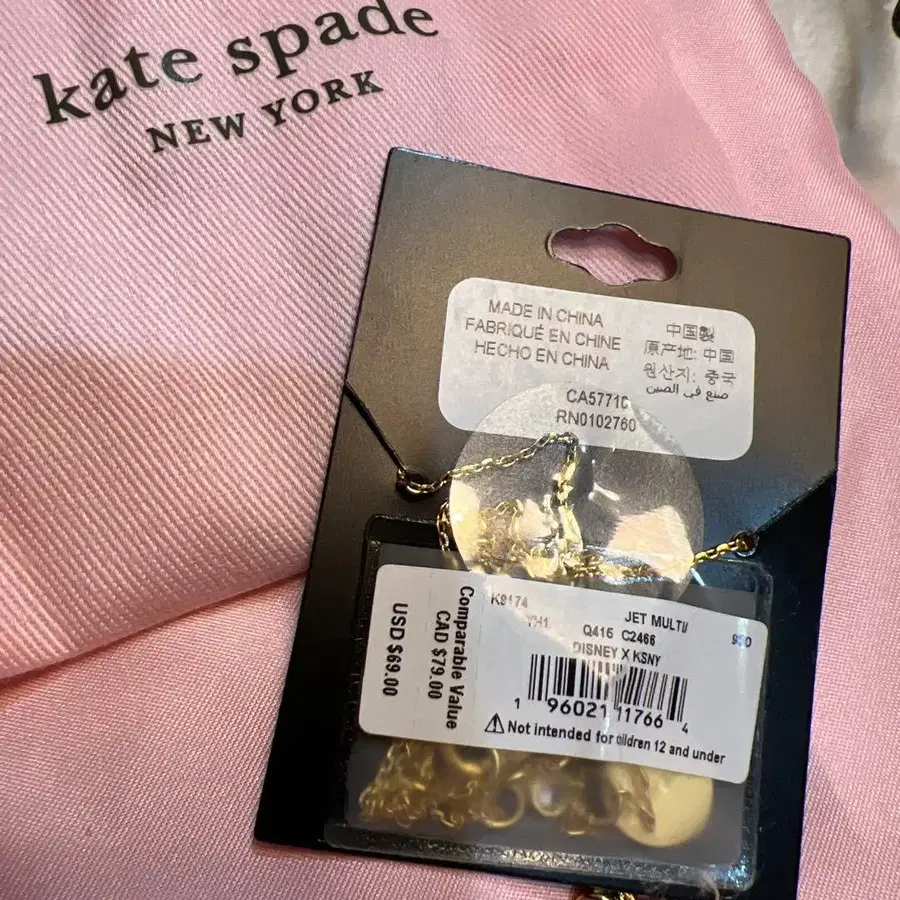 kate spade
NEW YORK
MADE IN CHINA
FABRIQUÉ EN CHINE
HECHO EN CHINA
中国製
原产地: 中国
원산지: 중국
صنع في الصين
CA57710
RN0102760
K9174
JET MULTI/
YH1
Q416 C2466
950
DISNEY X KSNY
1 96021 11766 4
⚠ Not intended for children 12 and under
Comparable Value
CAD $79.00
USD $69.00